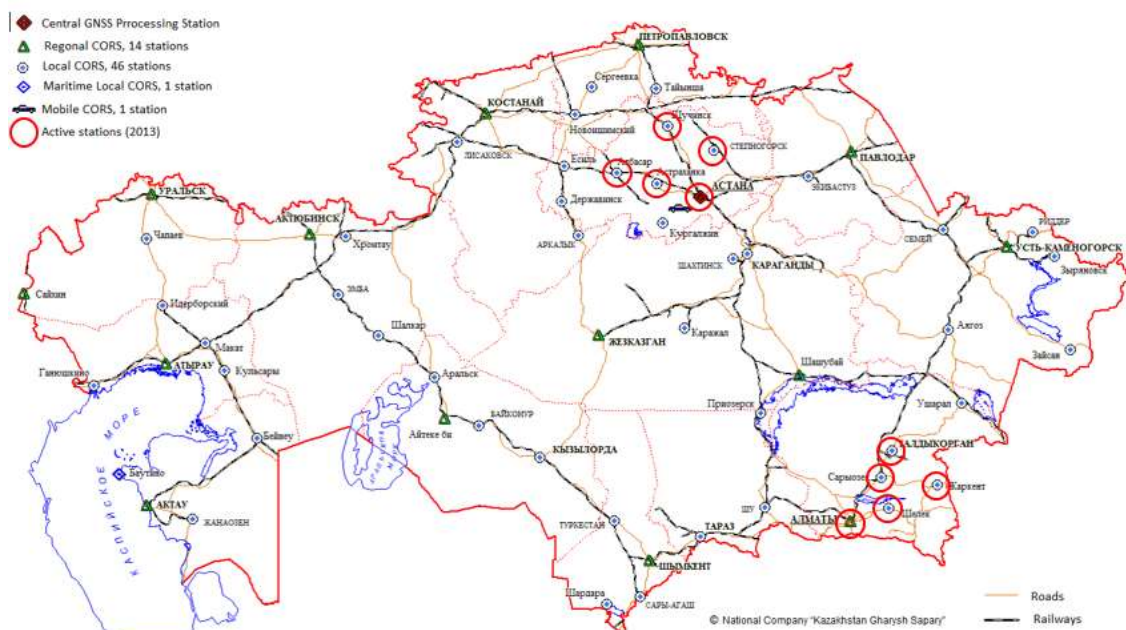 Central GNSS Prrocessing Station
Regonal CORS, 14 stations
Local CORS, 46 stations
Maritime Local CORS, 1 station
Mobile CORS, 1 station
Active stations (2013)
ПЕТРОПАВЛОВСК
Сергеевка
Тайынша
КОСТАНАЙ
Новоишимский
Щучинск
ЛИСАКОВСК
СТЕПНОГОРСК
ПАВЛОДАР
Есиль
Атбасар
Астраханка
АСТАНА
ЭКИБАСТУЗ
УРАЛЬСК
Державинск
АКТЮБИНСК
Чапаев
Хромтау
АРКАЛЫК
Кургалжин
СЕМЕЙ
РИДДЕР
УСТЬ-КАМЕНОГОРСК
Зыряновск
ШАХТИНСК
КАРАГАНДЫ
Сайхин
ЭМБА
Идерборский
Шалкар
Каражал
Аягоз
ЖЕЗКАЗГАН
Макат
Зайсан
АТЫРАУ
Кульсары
Шашубай
Ганюшкино
Аральск
Приозерск
Ушарал
Айтеке би
БАЙКОНУР
Бейнеу
КЫЗЫЛОРДА
ТАЛДЫКОРГАН
АРАЛЬСКОЕ
МОРЕ
КАСПИЙСКОЕ МОРЕ
Баутино
Сарыозек
Жаркент
АКТАУ
ЖАНАОЗЕН
ШУ
Шелек
АЛМАТЫ
ТУРКЕСТАН
ТАРАЗ
ШЫМКЕНТ
Шардара
САРЫ-АГАШ
Roads
Railways
© National Company "Kazakhstan Gharysh Sapary"